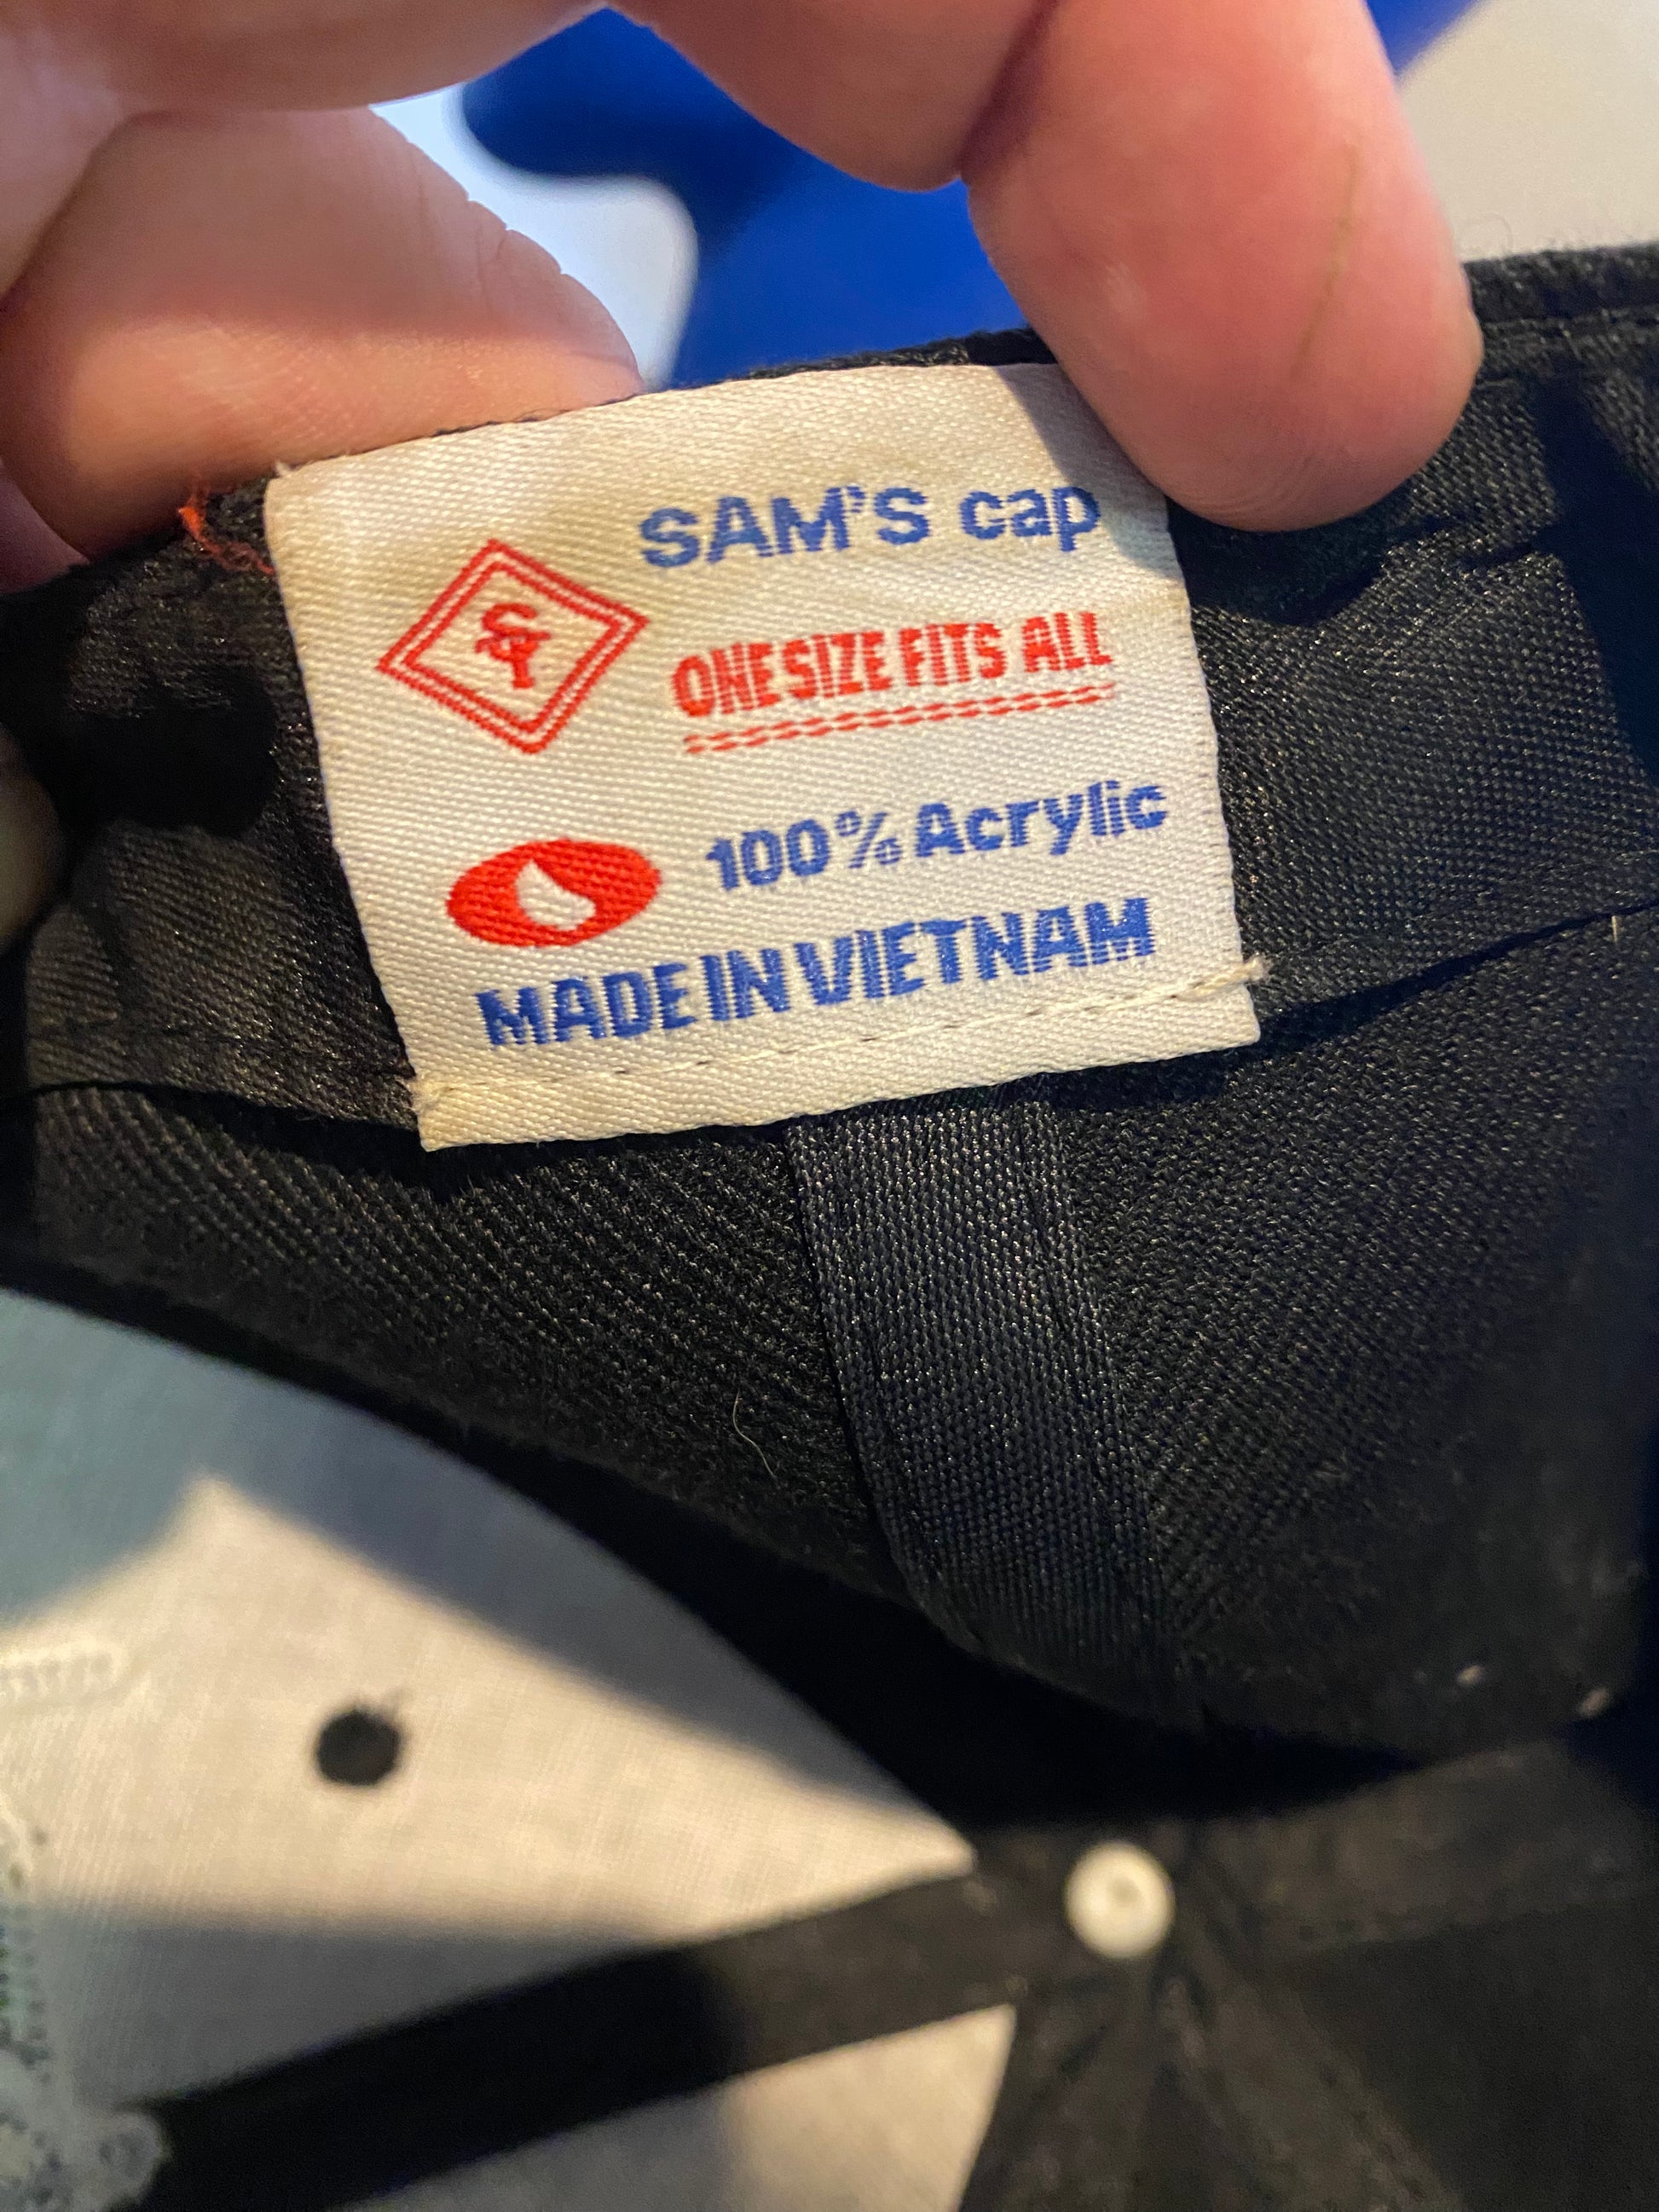 SAM'S cap
ONE SIZE FITS ALL
100% Acrylic
MADE IN VIETNAM